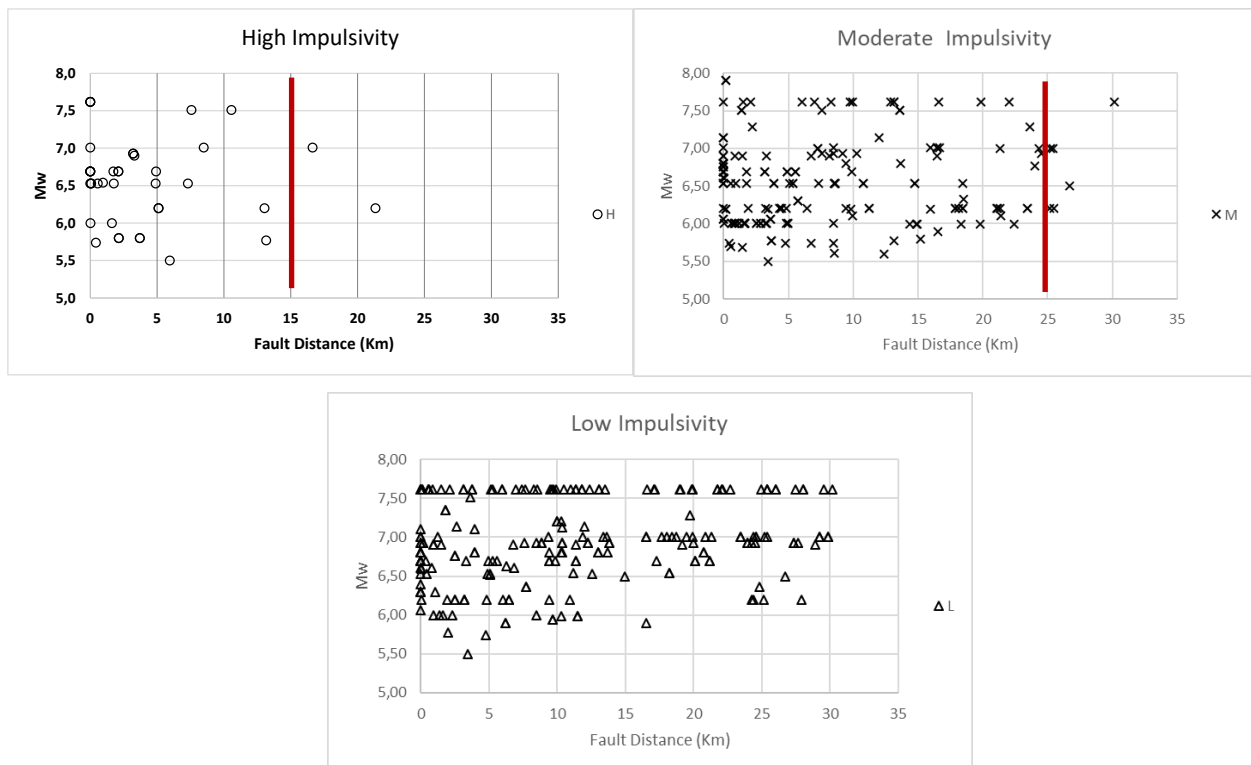 High Impulsivity
8,0
7,5
7,0
6,5
6,0
5,5
5,0
Mw
0 5 10 15 20 25 30 35
Fault Distance (Km)
H
Moderate Impulsivity
8,00
7,50
7,00
6,50
6,00
5,50
5,00
Mw
0 5 10 15 20 25 30 35
Fault Distance (Km)
M
Low Impulsivity
8,00
7,50
7,00
6,50
6,00
5,50
5,00
Mw
0 5 10 15 20 25 30 35
Fault Distance (Km)
L